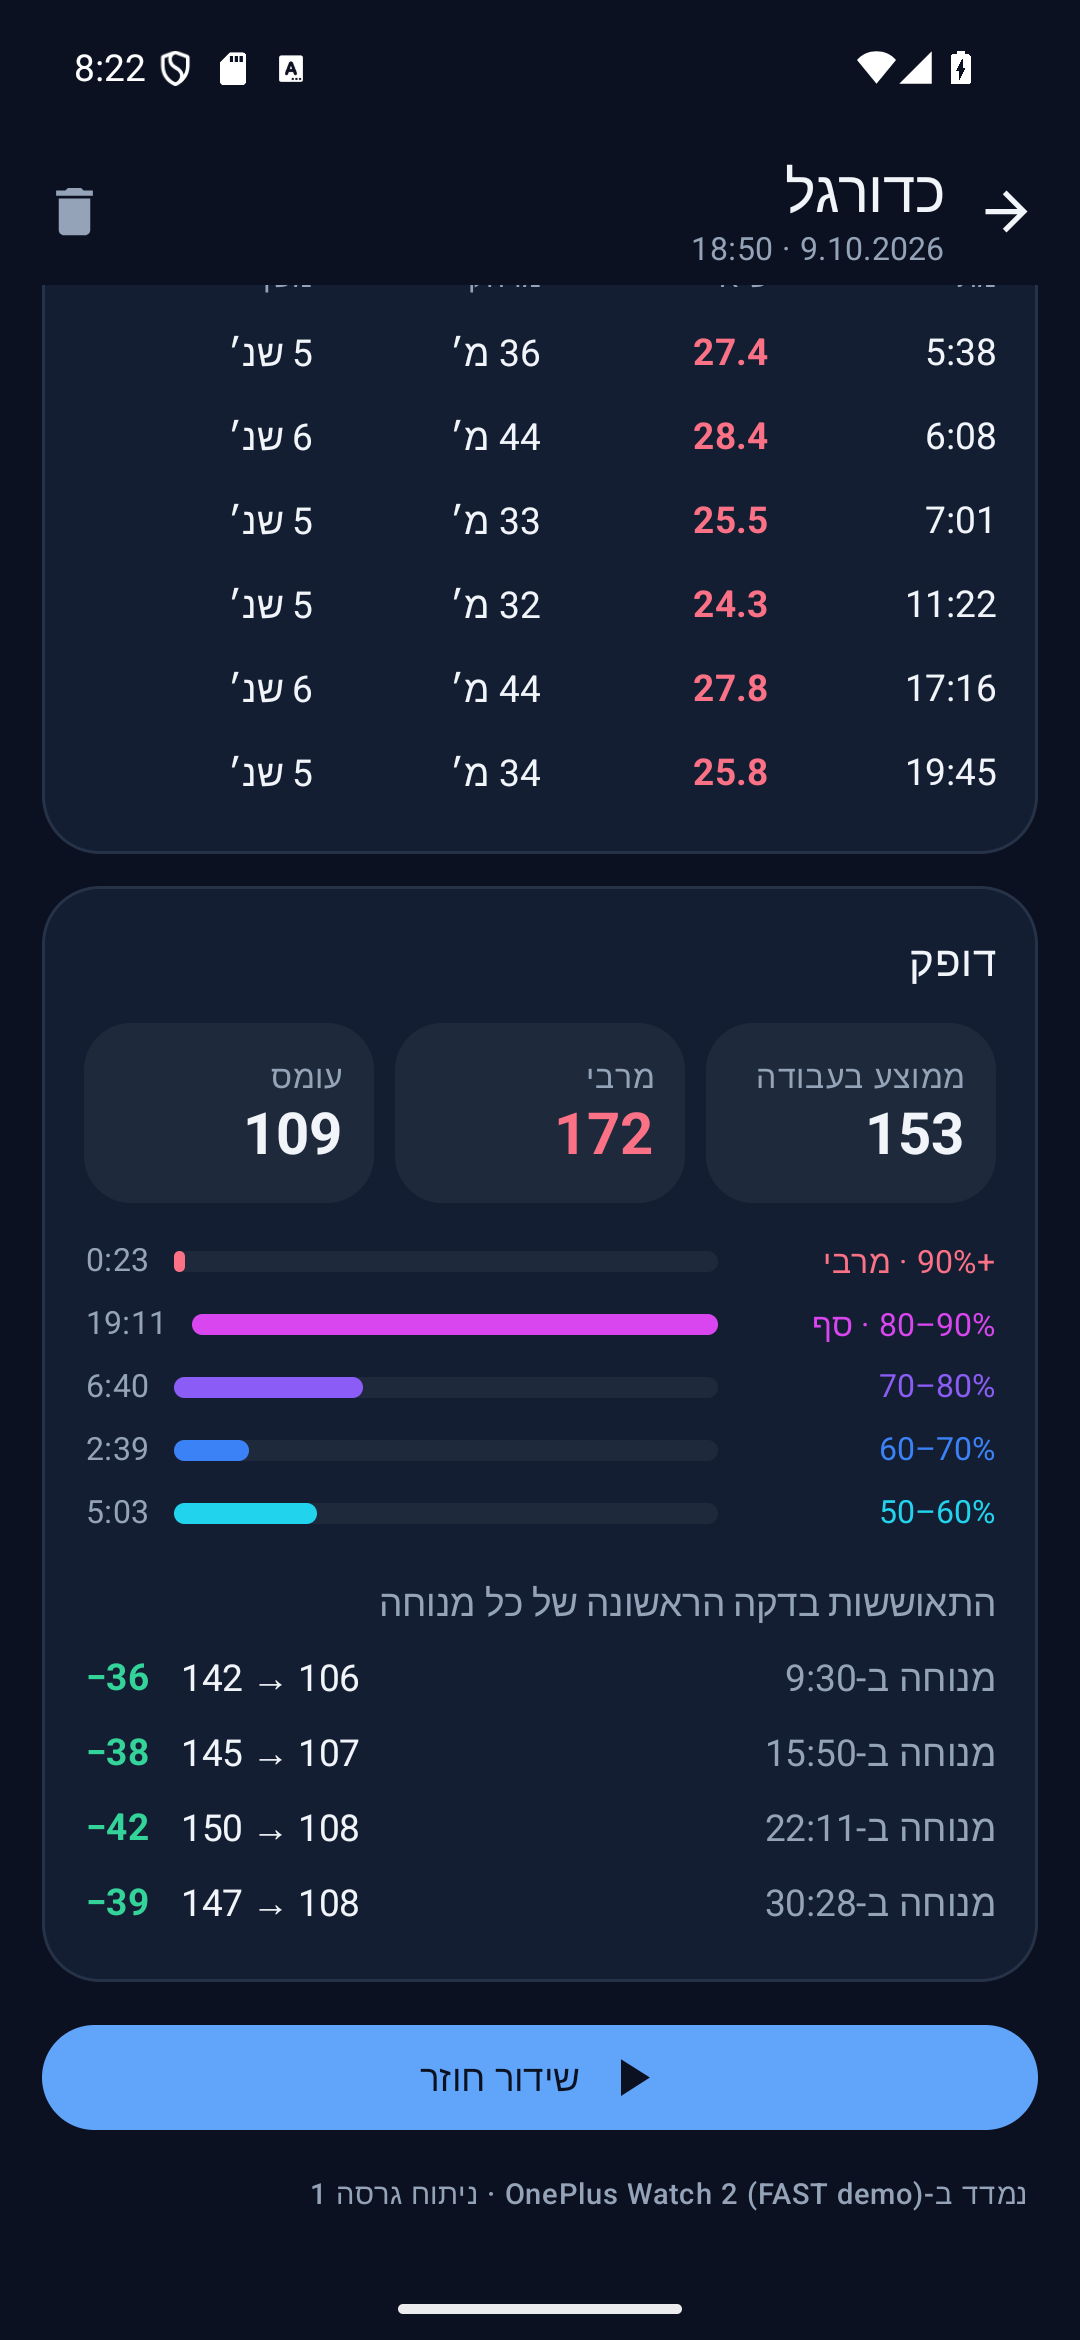 8:22
כדורגל
9.10.2026 · 18:50
5:38 27.4 36 מ׳ 5 שנ׳
6:08 28.4 44 מ׳ 6 שנ׳
7:01 25.5 33 מ׳ 5 שנ׳
11:22 24.3 32 מ׳ 5 שנ׳
17:16 27.8 44 מ׳ 6 שנ׳
19:45 25.8 34 מ׳ 5 שנ׳
דופק
ממוצע בעבודה מרבי עומס
153 172 109
90%+ · מרבי 0:23
80–90% · סף 19:11
70–80% 6:40
60–70% 2:39
50–60% 5:03
התאוששות בדקה הראשונה של כל מנוחה
מנוחה ב-9:30 142 → 106 −36
מנוחה ב-15:50 145 → 107 −38
מנוחה ב-22:11 150 → 108 −42
מנוחה ב-30:28 147 → 108 −39
שידור חוזר
נמדד ב-OnePlus Watch 2 (FAST demo) · ניתוח גרסה 1